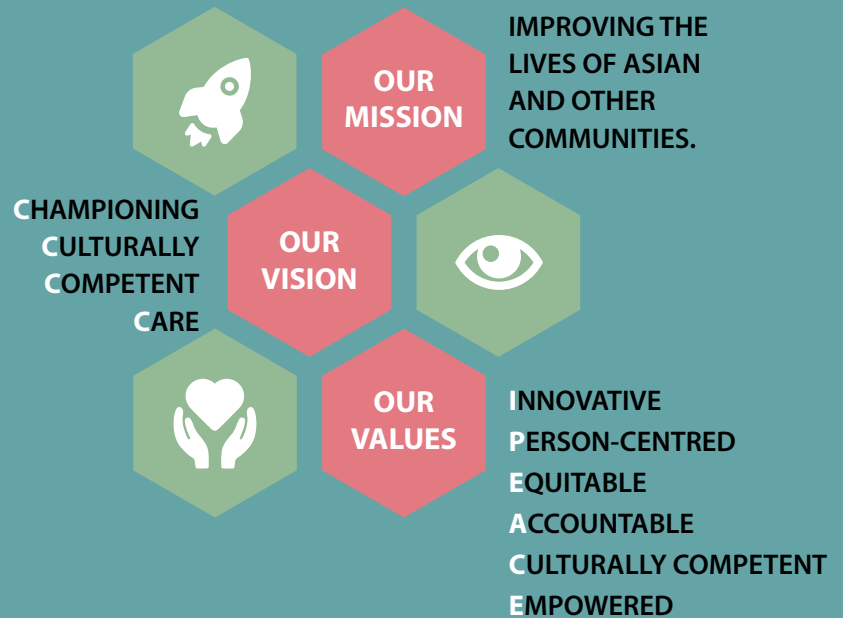 OUR
MISSION
IMPROVING THE
LIVES OF ASIAN
AND OTHER
COMMUNITIES.
CHAMPIONING
CULTURALLY
COMPETENT
CARE
OUR
VISION
OUR
VALUES
INNOVATIVE
PERSON-CENTRED
EQUITABLE
ACCOUNTABLE
CULTURALLY COMPETENT
EMPOWERED